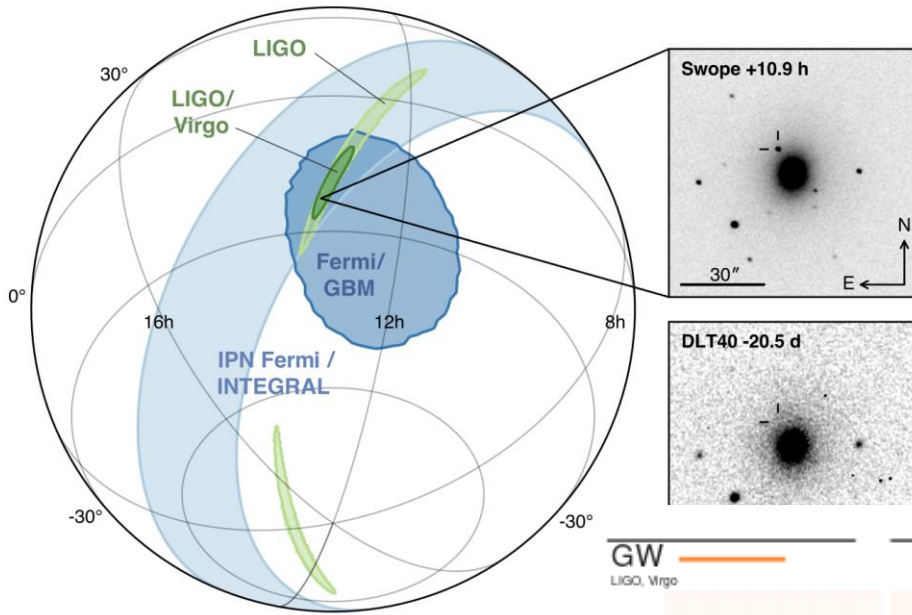 LIGO
30°
LIGO/
Virgo
Swope +10.9 h
N
E
30"
Fermi/
GBM
0°
16h
12h
8h
IPN Fermi /
INTEGRAL
DLT40 -20.5 d
-30°
-30°
GW
LIGO, Virgo